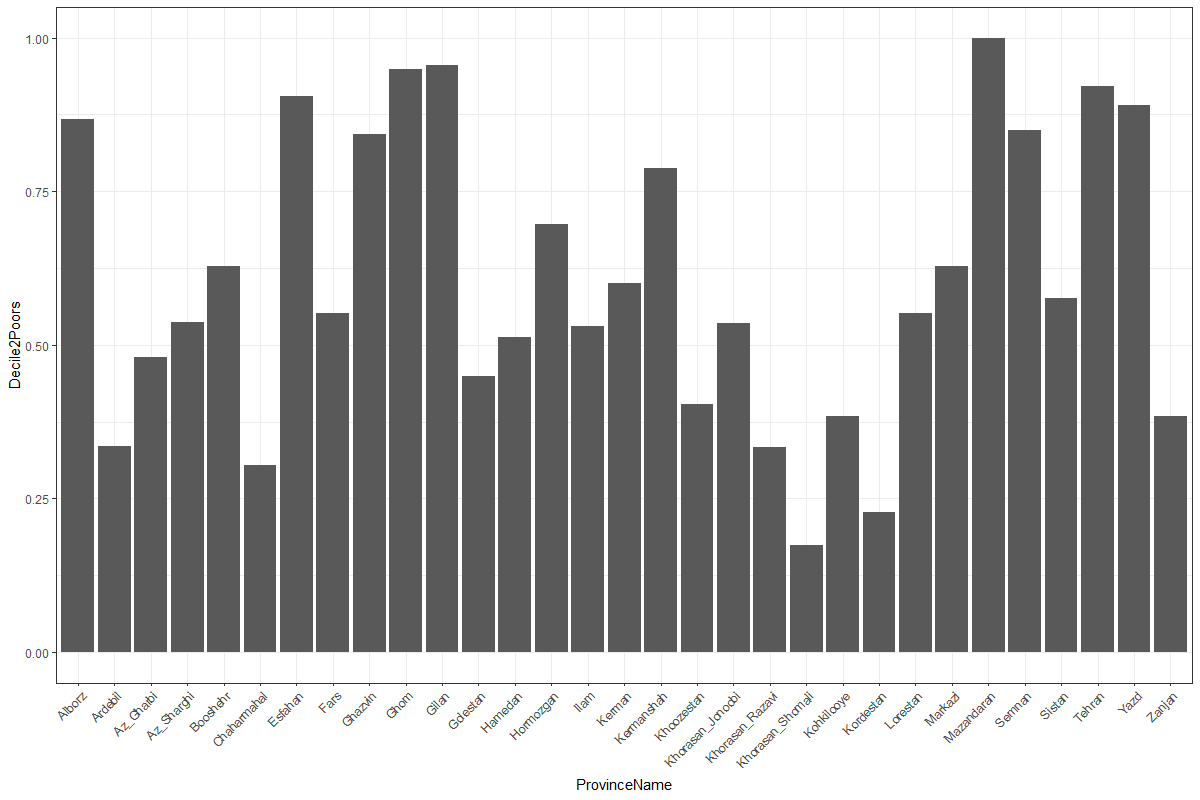 1.00
0.75
0.50
0.25
0.00
Decile2Poors
Alborz
Ardebil
Az_Gharbi
Az_Sharghi
Booshehr
Chaharmahal
Esfahan
Fars
Ghazvin
Ghom
Gilan
Golestan
Hamedan
Hormozgan
Ilam
Kerman
Kermanshah
Khoozestan
Khorasan_Jonoobi
Khorasan_Razavi
Khorasan_Shomali
Kohkilooye
Kordestan
Lorestan
Markazi
Mazandaran
Semnan
Sistan
Tehran
Yazd
Zanjan
ProvinceName